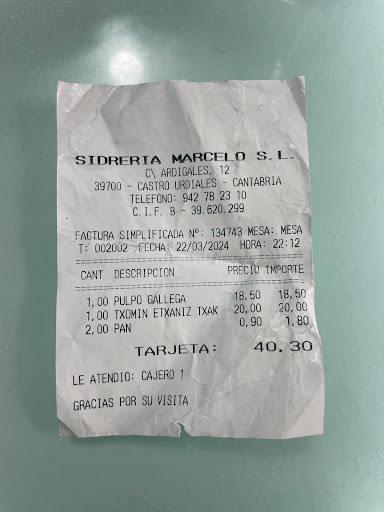 SIDRERIA MARCELO S.L.
C\ ARDIGALES, 12
39700 - CASTRO URDIALES - CANTABRIA
TELEFONO: 942 78 23 10
C.I.F. B - 39.620.299
FACTURA SIMPLIFICADA Nº: 134743 MESA: MESA
T: 002002 FECHA: 22/03/2024 HORA: 22:12
CANT DESCRIPCION PRECIO IMPORTE
1,00 PULPO GALLEGA 18,50 18,50
1,00 TXOMIN ETXANIZ TXAK 20,00 20,00
2,00 PAN 0,90 1,80
TARJETA: 40,30
LE ATENDIO: CAJERO 1
GRACIAS POR SU VISITA